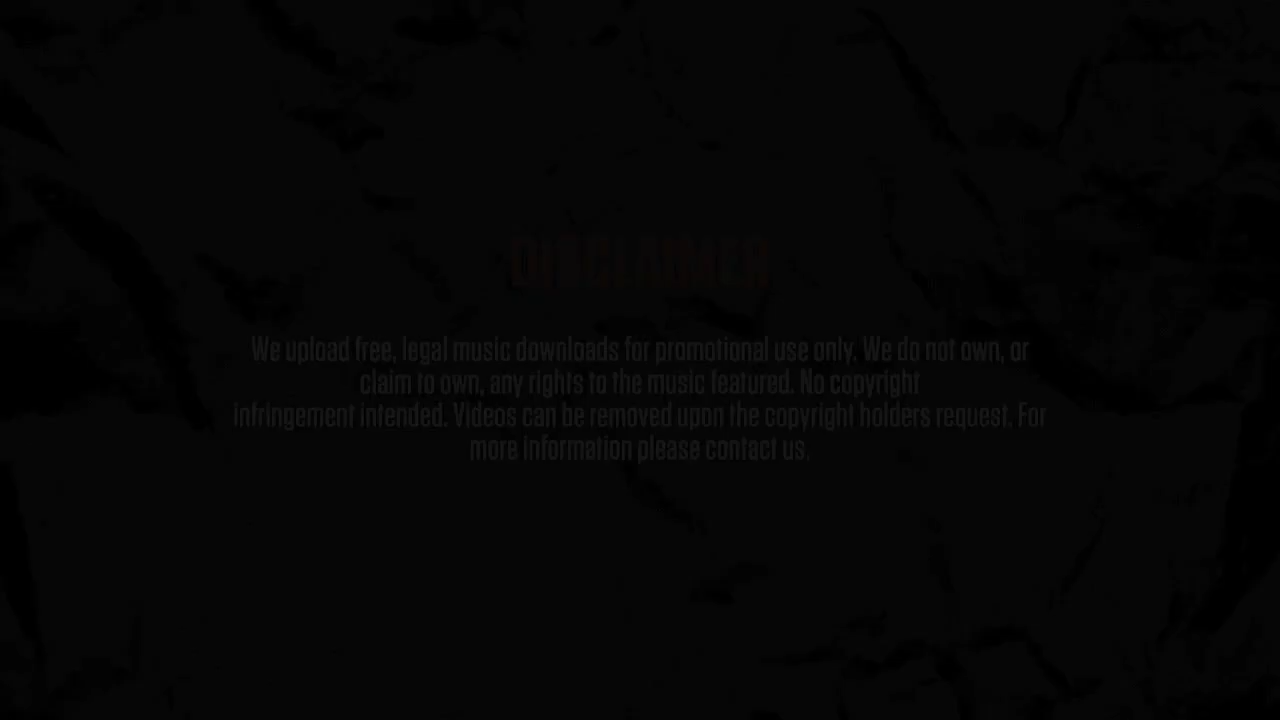 DISCLAIMER
We upload free, legal music downloads for promotional use only. We do not own, or
claim to own, any rights to the music featured. No copyright
infringement intended. Videos can be removed upon the copyright holders request. For
more information please contact us.